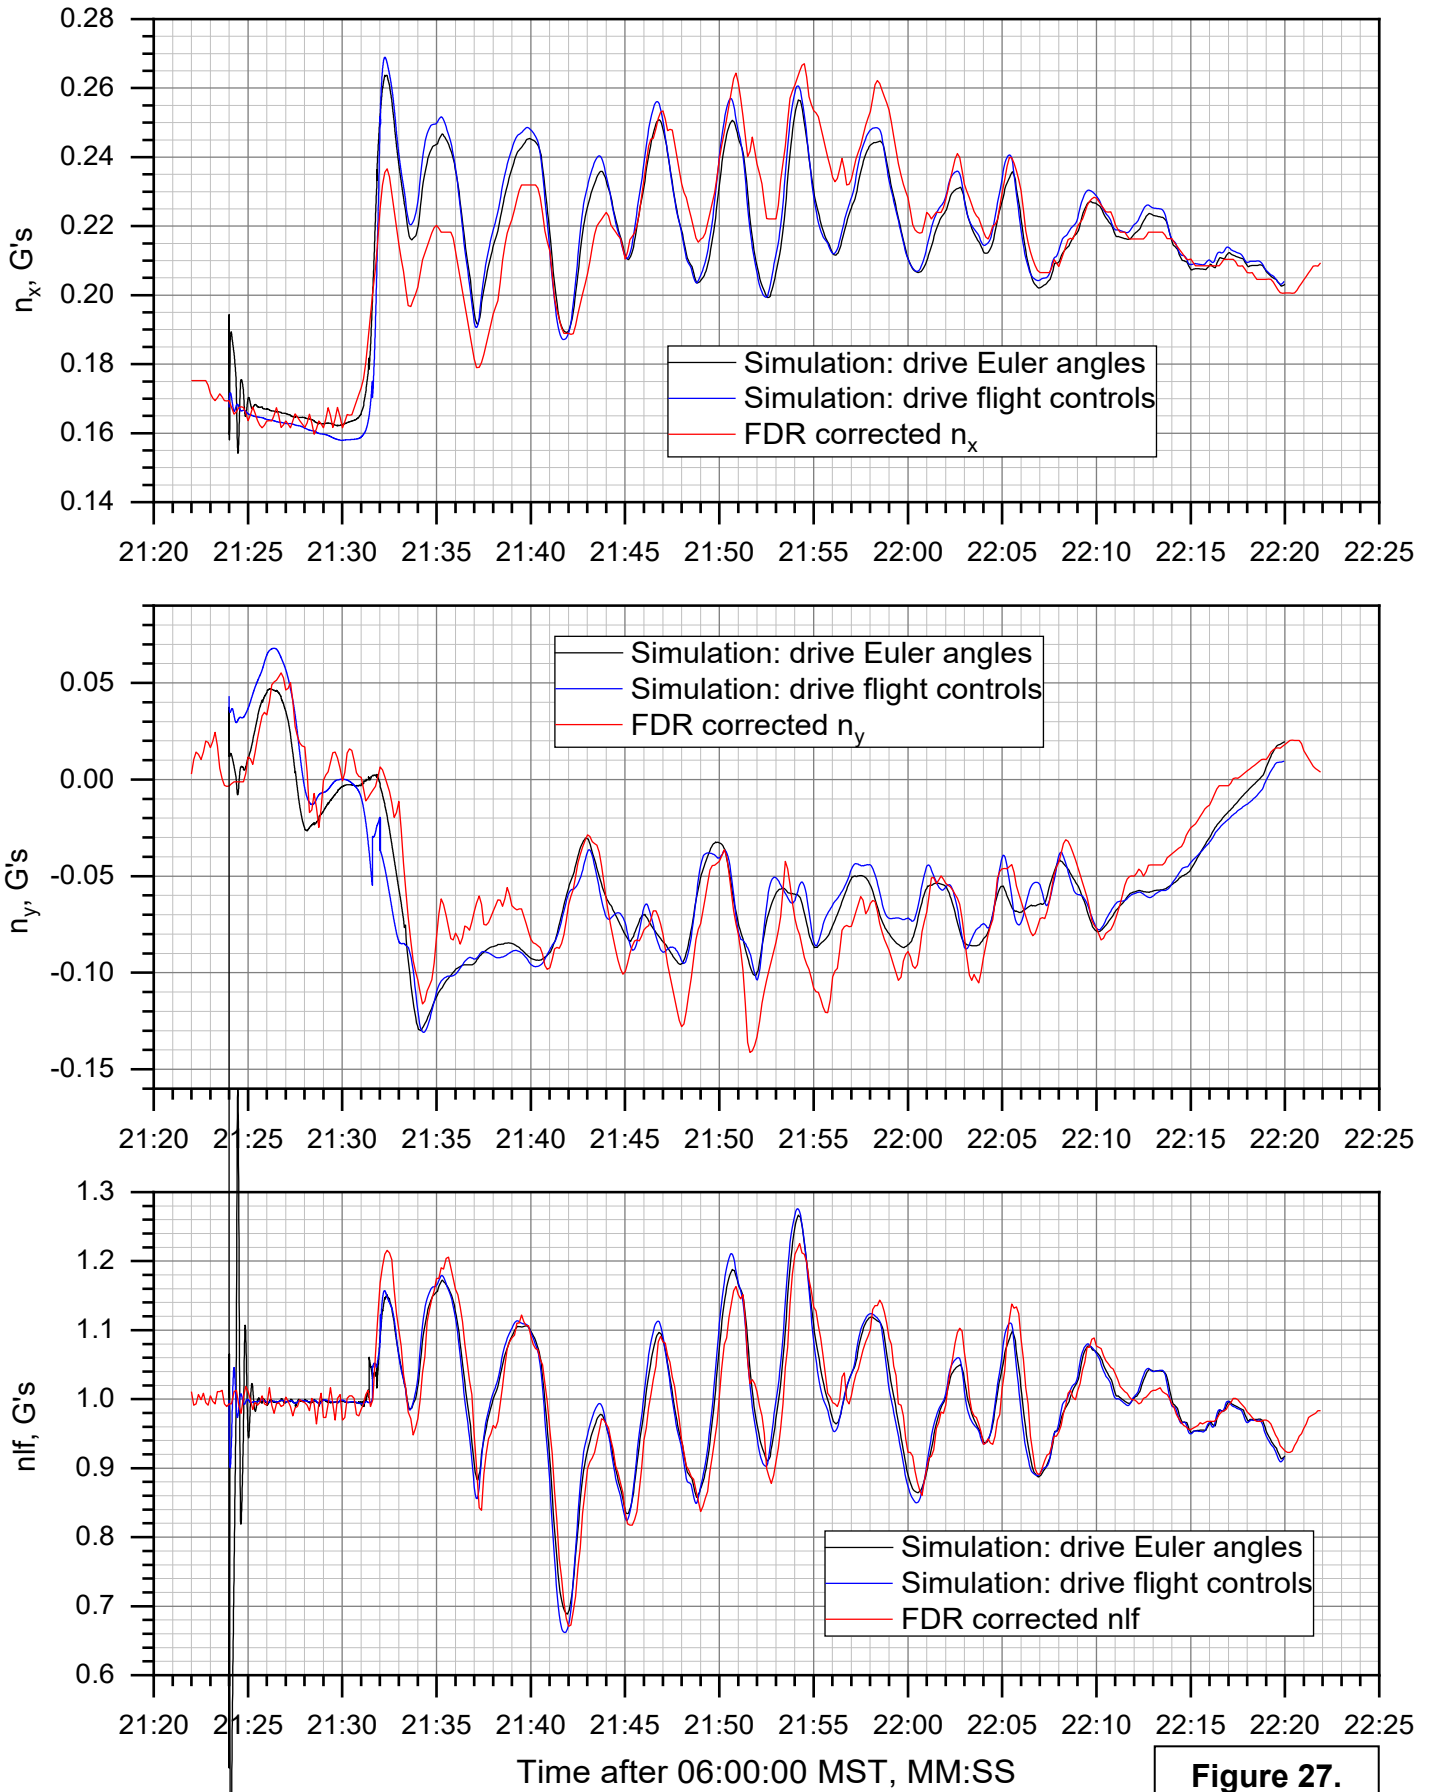 0.28
0.26
0.24
0.22
0.20
0.18
0.16
0.14
n_x, G's
Simulation: drive Euler angles
Simulation: drive flight controls
FDR corrected n_x
21:20 21:25 21:30 21:35 21:40 21:45 21:50 21:55 22:00 22:05 22:10 22:15 22:20 22:25
0.05
0.00
-0.05
-0.10
-0.15
n_y, G's
Simulation: drive Euler angles
Simulation: drive flight controls
FDR corrected n_y
21:20 21:25 21:30 21:35 21:40 21:45 21:50 21:55 22:00 22:05 22:10 22:15 22:20 22:25
1.3
1.2
1.1
1.0
0.9
0.8
0.7
0.6
nlf, G's
Simulation: drive Euler angles
Simulation: drive flight controls
FDR corrected nlf
21:20 21:25 21:30 21:35 21:40 21:45 21:50 21:55 22:00 22:05 22:10 22:15 22:20 22:25
Time after 06:00:00 MST, MM:SS
Figure 27.